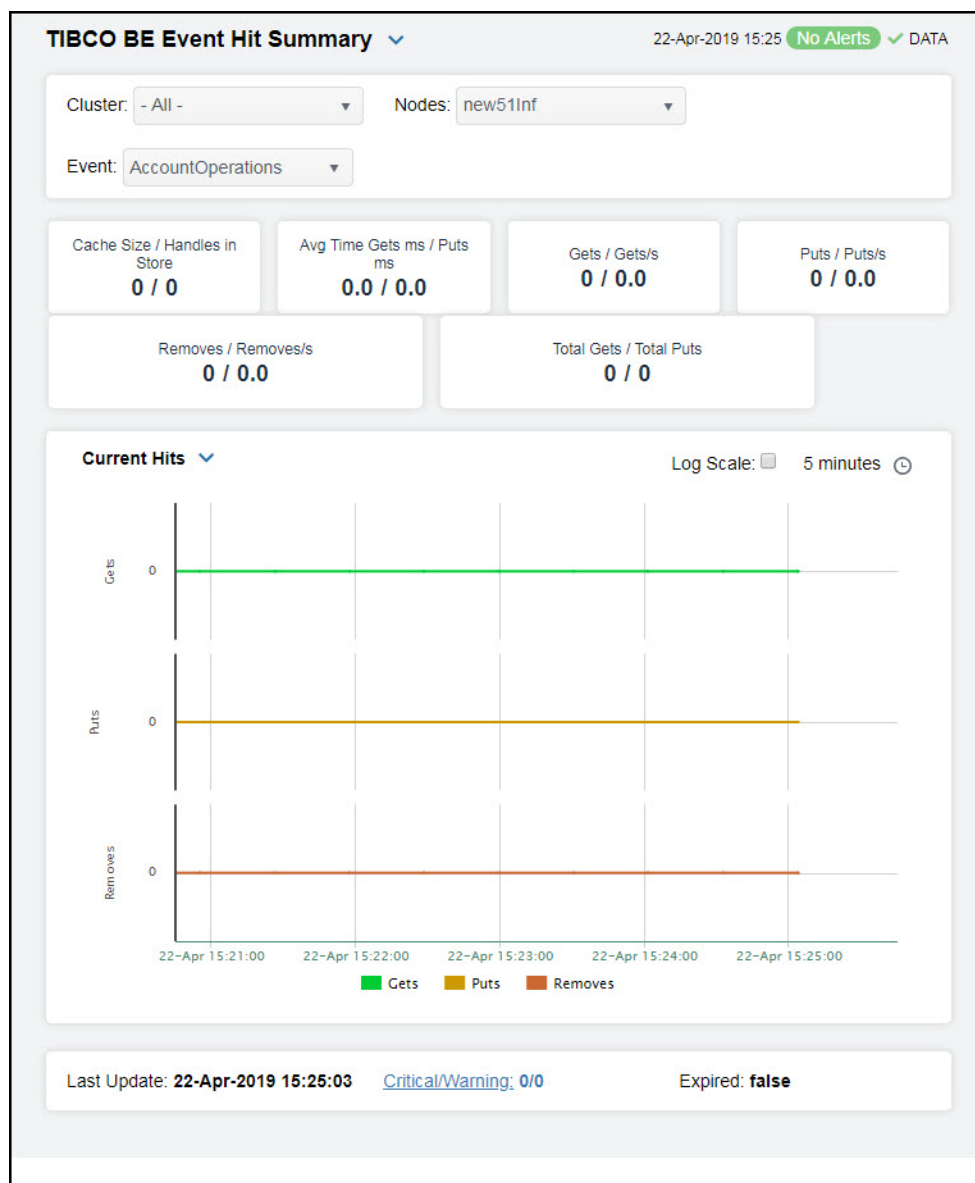 TIBCO BE Event Hit Summary 22-Apr-2019 15:25 No Alerts DATA
Cluster: - All - Nodes: new51Inf
Event: AccountOperations
Cache Size / Handles in Store
0 / 0
Avg Time Gets ms / Puts ms
0.0 / 0.0
Gets / Gets/s
0 / 0.0
Puts / Puts/s
0 / 0.0
Removes / Removes/s
0 / 0.0
Total Gets / Total Puts
0 / 0
Current Hits Log Scale: 5 minutes
Gets 0
Puts 0
Removes 0
22-Apr 15:21:00 22-Apr 15:22:00 22-Apr 15:23:00 22-Apr 15:24:00 22-Apr 15:25:00
Gets Puts Removes
Last Update: 22-Apr-2019 15:25:03 Critical/Warning: 0/0 Expired: false